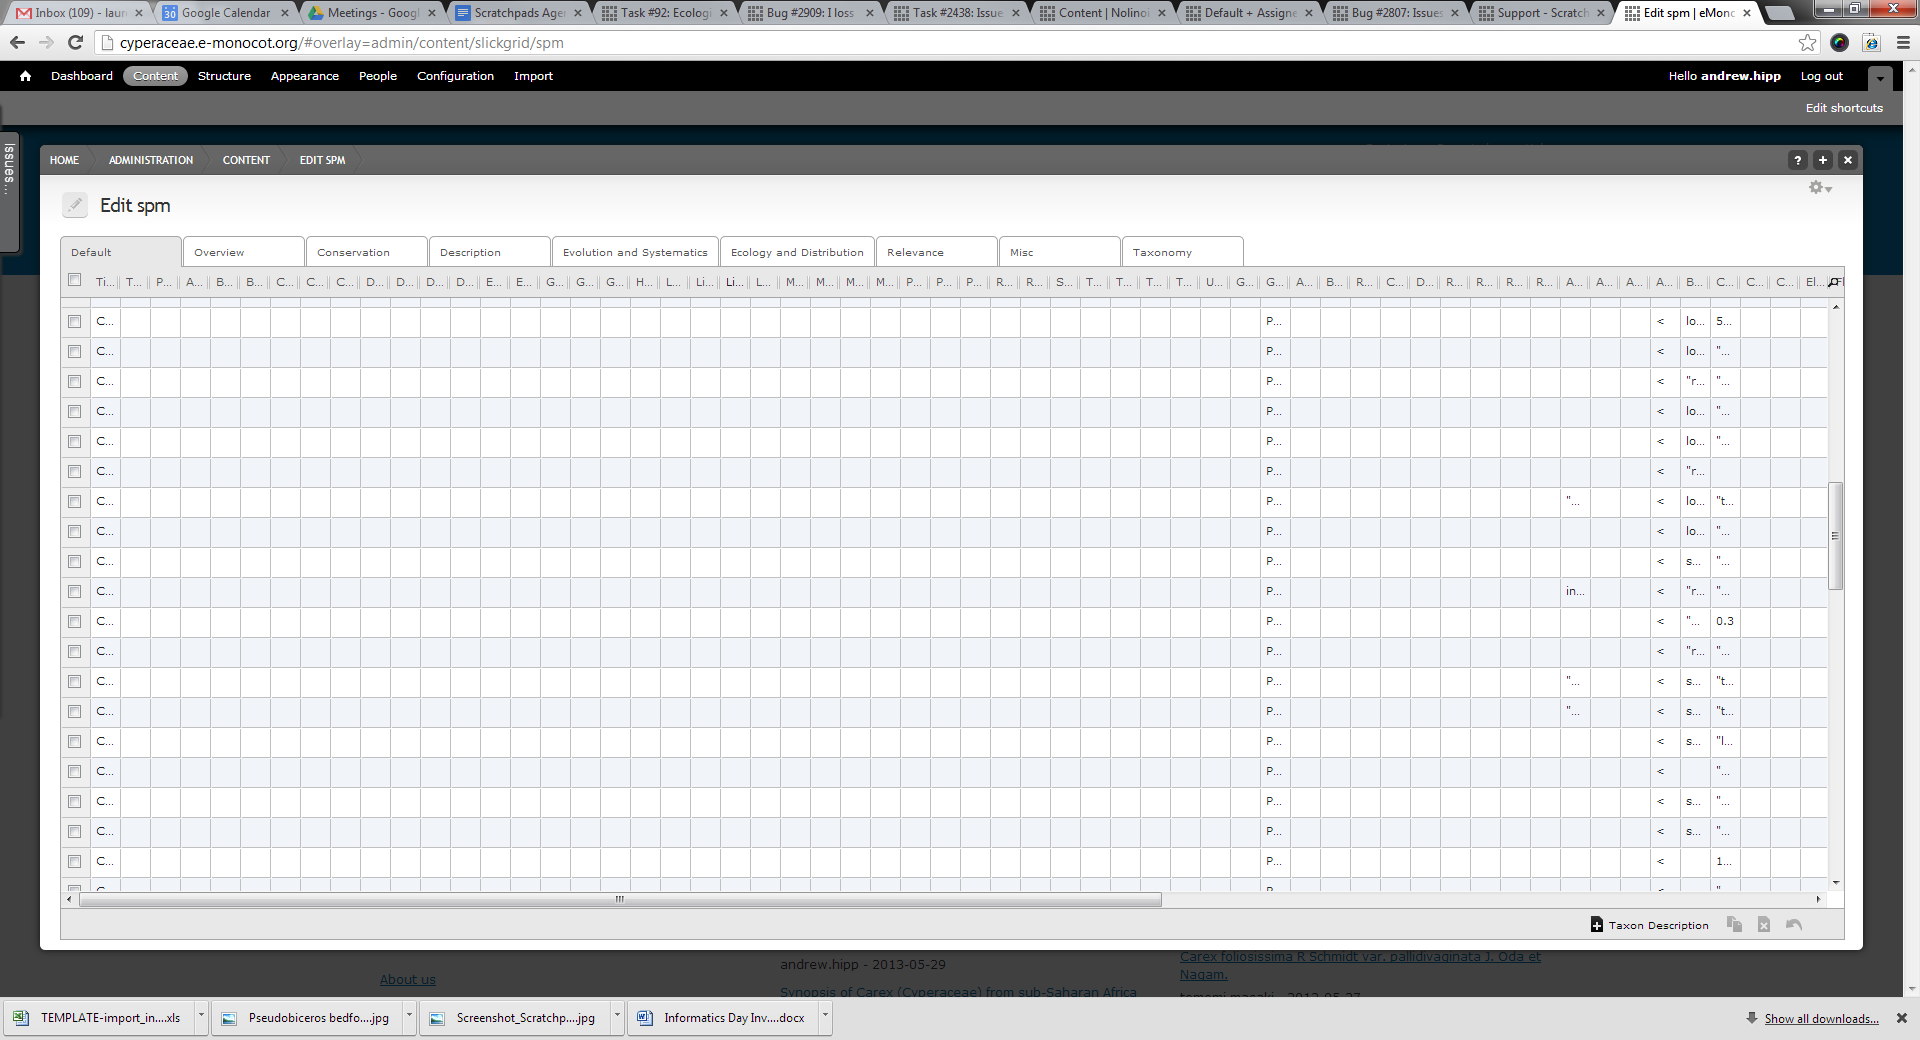 Inbox (109) - laur
Google Calendar
Meetings - Googl
Scratchpads Agen
Task #92: Ecologi
Bug #2909: I loss
Task #2438: Issue
Content | Nolinoi
Default + Assigne
Bug #2807: Issues
Support - Scratch
Edit spm | eMono
cyperaceae.e-monocot.org/#overlay=admin/content/slickgrid/spm
Dashboard Content Structure Appearance People Configuration Import
Hello andrew.hipp Log out
Edit shortcuts
Issues...
HOME ADMINISTRATION CONTENT EDIT SPM
Edit spm
Default Overview Conservation Description Evolution and Systematics Ecology and Distribution Relevance Misc Taxonomy
Ti... T... P... A... B... B... C... C... C... D... D... D... D... E... E... G... G... G... H... L... Li... Li... L... M... M... M... M... P... P... P... R... R... S... T... T... T... T... U... G... G... A... B... R... C... D... R... R... R... R... A... A... A... A... B... C... C... C... El...
C... P... < lo... 5...
C... P... < lo... "...
C... P... < "r... "...
C... P... < lo... "...
C... P... < lo... "...
C... P... < "r...
C... P... "... < lo... "t...
C... P... < lo... "...
C... P... < s... "...
C... P... in... < "r... "...
C... P... < "... 0.3
C... P... < "r... "...
C... P... "... < s... "t...
C... P... "... < s... "t...
C... P... < s... "l...
C... P... < "...
C... P... < s... "...
C... P... < s... "...
C... P... < 1...
Taxon Description
About us
andrew.hipp - 2013-05-29
Synopsis of Carex (Cyperaceae) from sub-Saharan Africa
Carex foliosissima R Schmidt var. pallidivaginata J. Oda et
Nagam.
TEMPLATE-import_in....xls
Pseudobiceros bedfo....jpg
Screenshot_Scratchp....jpg
Informatics Day Inv....docx
Show all downloads...